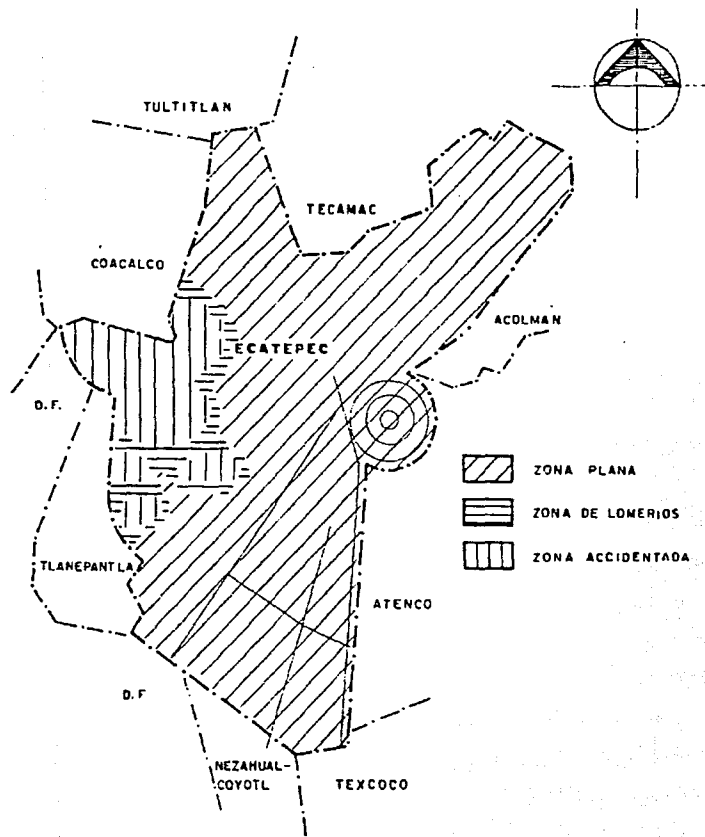 TULTITLAN
TECAMAC
COACALCO
ACOLMAN
ECATEPEC
D.F.
ZONA PLANA
ZONA DE LOMERIOS
ZONA ACCIDENTADA
TLANEPANTLA
ATENCO
D.F
NEZAHUAL-
COYOTL
TEXCOCO